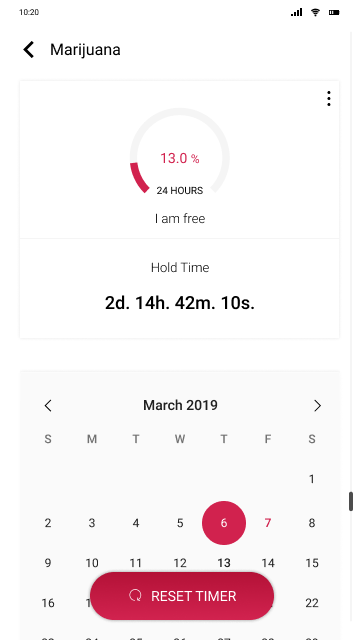 10:20
Marijuana
13.0 %
24 HOURS
I am free
Hold Time
2d. 14h. 42m. 10s.
March 2019
S M T W T F S
1
2 3 4 5 6 7 8
9 10 11 12 13 14 15
16 22
RESET TIMER